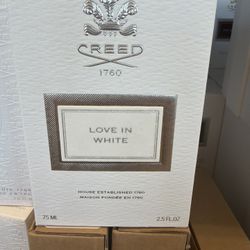 CREED
1760
LOVE IN
WHITE
HOUSE ESTABLISHED 1760
MAISON FONDÉE EN 1760
75 ML 2.5 FL.OZ